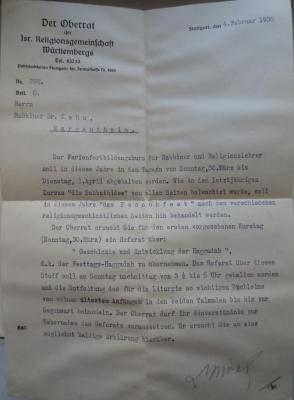 Der Oberrat
der
Isr. Religionsgemeinschaft
Württembergs
Tel.
Stuttgart, den 4.Februar 1930
Nr.
Beil. 0.
Herrn
Rabbiner Dr. Kahn,
Mergentheim.
Der Ferienfortbildungskurs für Rabbiner und Religionslehrer
soll in diesem Jahre in den Tagen von Sonntag, 30.März bis
Dienstag, 1.April abgehalten werden. Wie in dem letztjährigen
Kursus "die Sabbathidee" von allen Seiten beleuchtet wurde, soll
in diesem Jahre "das Pessachfest" nach den verschiedenen
religionsgeschichtlichen Seiten hin behandelt werden.
Der Oberrat ersucht Sie für den ersten vorgesehenen Kurstag
(Sonntag, 30.März) ein Referat über:
" Geschichte und Entwicklung der Haggadah ",
d.h. der Festtags-Haggadah zu übernehmen. Das Referat über diesen
Stoff soll am Sonntag nachmittag von 3 ½ bis 5 Uhr gehalten werden
und die Entfaltung des für die Liturgie so wichtigen Büchleins
von seinen ältesten Anfängen in den beiden Talmuden bis hin zur
Gegenwart behandeln. Der Oberrat darf Ihr Einverständnis zur
Uebernahme des Referats voraussetzen. Er ersucht Sie um eine
möglichst baldige Erklärung hierüber.